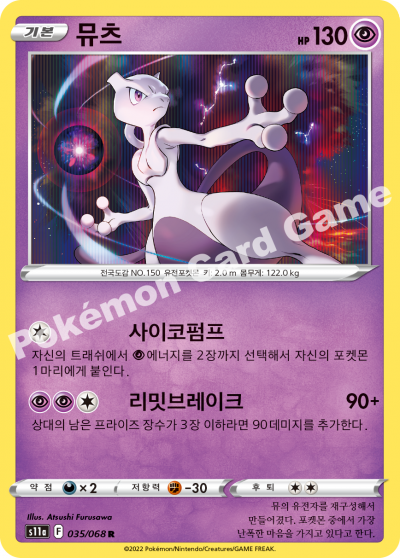 기본 뮤츠 HP 130
전국도감 NO.150 유전포켓몬 키: 2.0 m 몸무게: 122.0 kg
Pokémon Card Game
사이코펌프
자신의 트래쉬에서 에너지를 2장까지 선택해서 자신의 포켓몬
1마리에게 붙인다.
리밋브레이크 90+
상대의 남은 프라이즈 장수가 3장 이하라면 90데미지를 추가한다.
약점 ×2 저항력 -30 후퇴
Illus. Atsushi Furusawa
뮤의 유전자를 재구성해서
만들어졌다. 포켓몬 중에서 가장
난폭한 마음을 가지고 있다고 한다.
s11a F 035/068 R
©2022 Pokémon/Nintendo/Creatures/GAME FREAK.